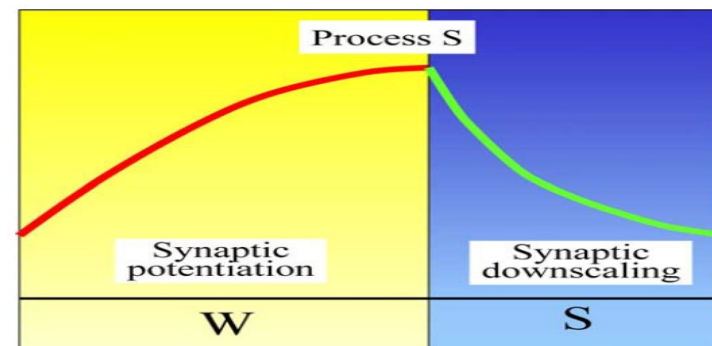 Process S
Synaptic
potentiation
Synaptic
downscaling
W
S